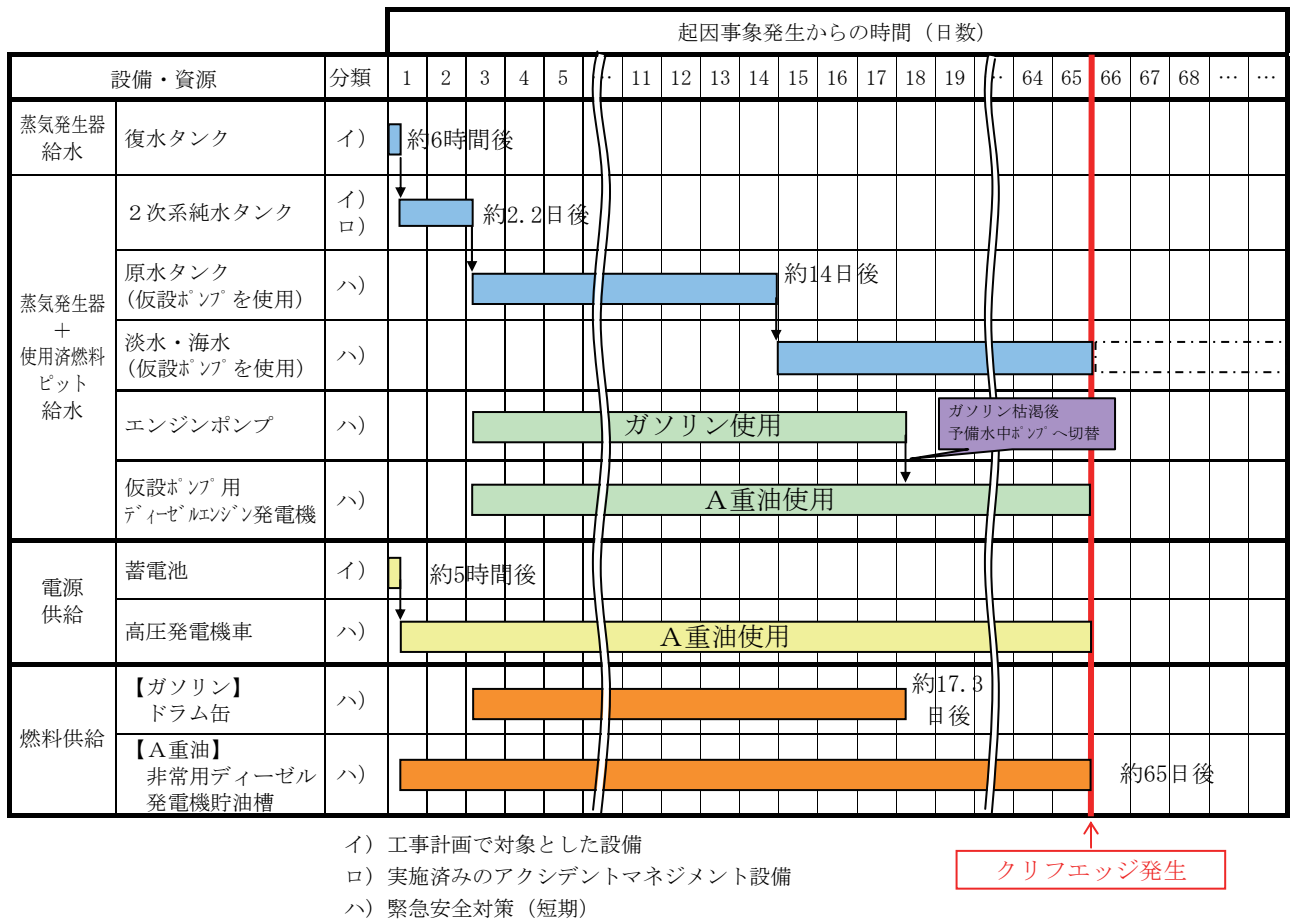 起因事象発生からの時間（日数）
設備・資源 分類 1 2 3 4 5 ‥ 11 12 13 14 15 16 17 18 19 ‥ 64 65 66 67 68 … …
蒸気発生器
給水
復水タンク イ） 約6時間後
蒸気発生器
＋
使用済燃料
ピット
給水
２次系純水タンク イ）
ロ）
約2.2日後
原水タンク
(仮設ﾎﾟﾝﾌﾟを使用) ハ） 約14日後
淡水・海水
(仮設ﾎﾟﾝﾌﾟを使用) ハ）
エンジンポンプ ハ） ガソリン使用
ガソリン枯渇後
予備水中ﾎﾟﾝﾌﾟへ切替
仮設ﾎﾟﾝﾌﾟ用
ﾃﾞｨｰｾﾞﾙｴﾝｼﾞﾝ発電機 ハ） Ａ重油使用
電源
供給
蓄電池 イ） 約5時間後
高圧発電機車 ハ） Ａ重油使用
燃料供給
【ガソリン】
ドラム缶 ハ） 約17.3
日後
【Ａ重油】
非常用ディーゼル
発電機貯油槽 ハ） 約65日後
イ）工事計画で対象とした設備
ロ）実施済みのアクシデントマネジメント設備
ハ）緊急安全対策（短期）
クリフエッジ発生